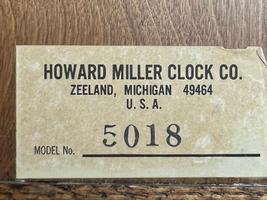 HOWARD MILLER CLOCK CO.
ZEELAND, MICHIGAN 49464
U. S. A.
5018
MODEL No.